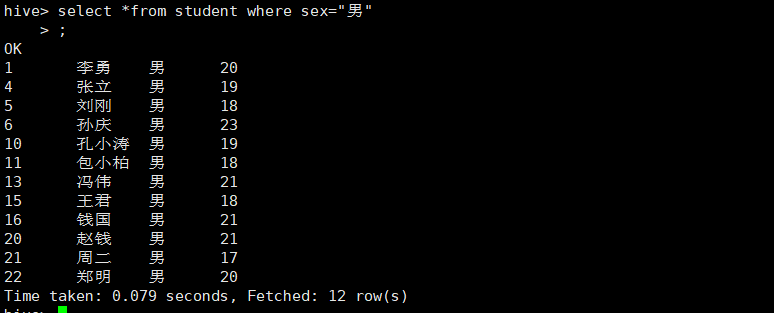 hive> select *from student where sex="男"
    > ;
OK
1	李勇	男	20
4	张立	男	19
5	刘刚	男	18
6	孙庆	男	23
10	孔小涛	男	19
11	包小柏	男	18
13	冯伟	男	21
15	王君	男	18
16	钱国	男	21
20	赵钱	男	21
21	周二	男	17
22	郑明	男	20
Time taken: 0.079 seconds, Fetched: 12 row(s)
hive>